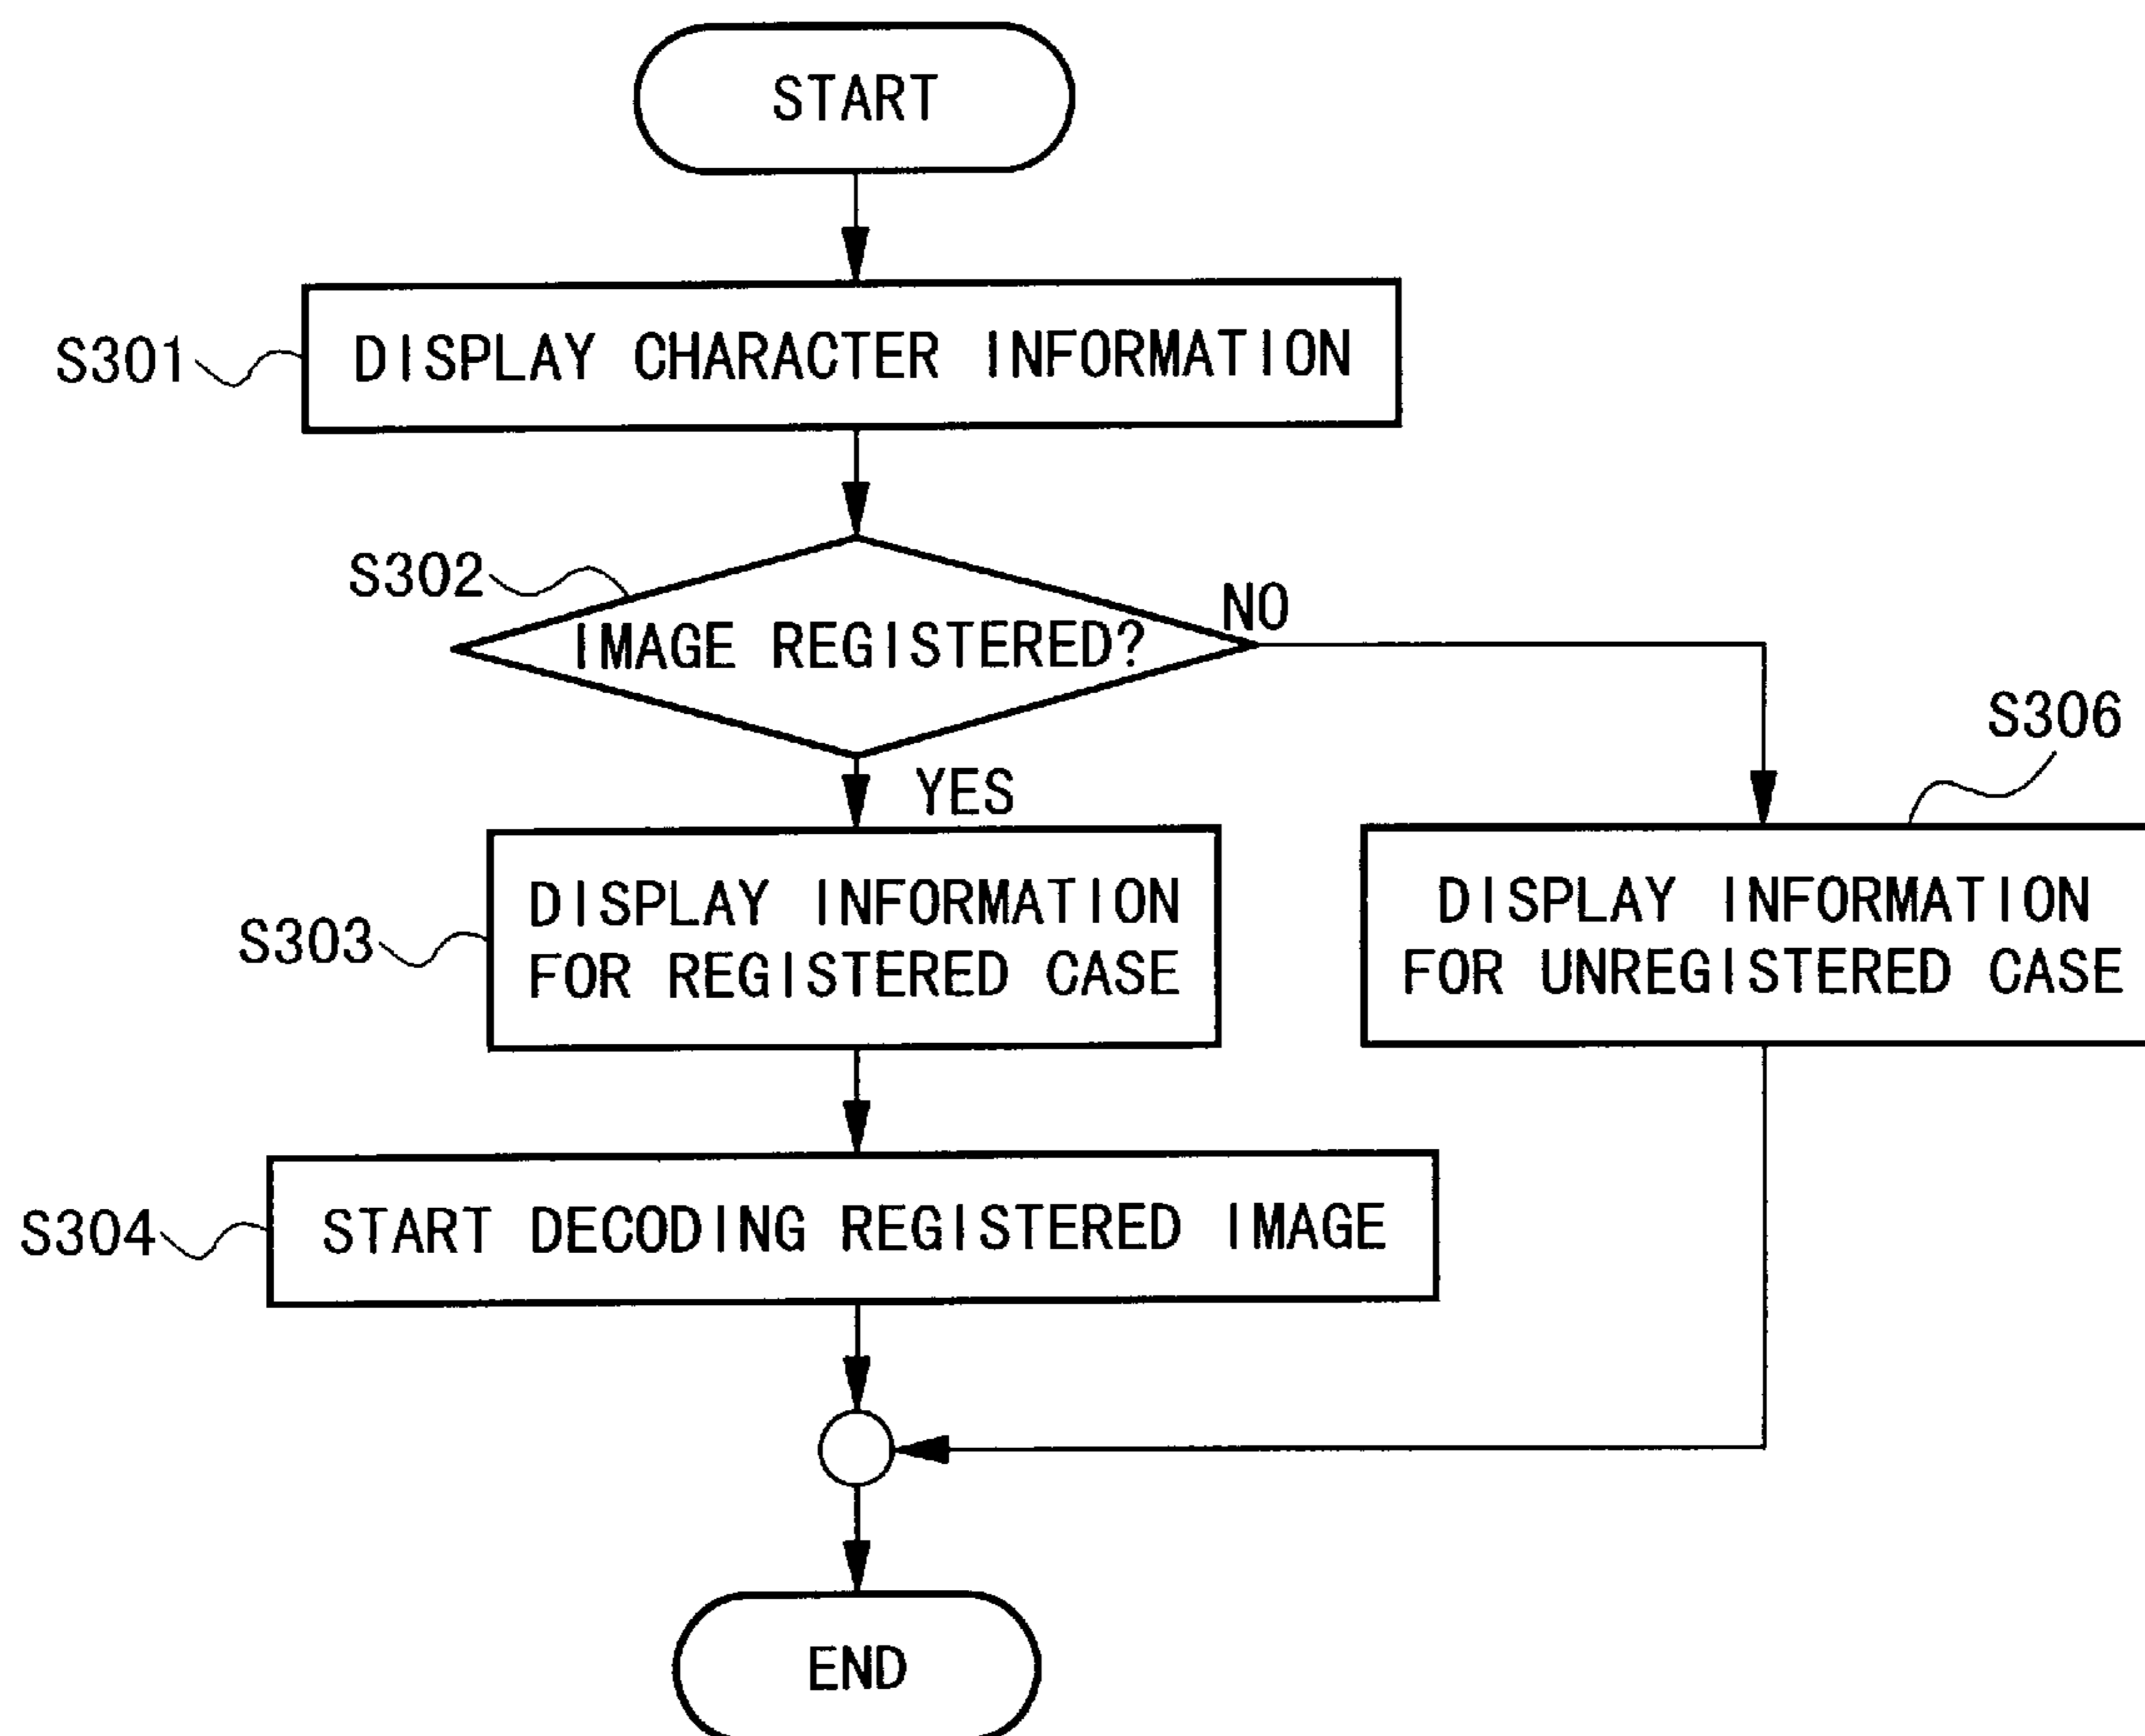 START
S301
DISPLAY CHARACTER INFORMATION
S302
IMAGE REGISTERED?
NO
YES
S306
S303
DISPLAY INFORMATION
FOR REGISTERED CASE
DISPLAY INFORMATION
FOR UNREGISTERED CASE
S304
START DECODING REGISTERED IMAGE
END